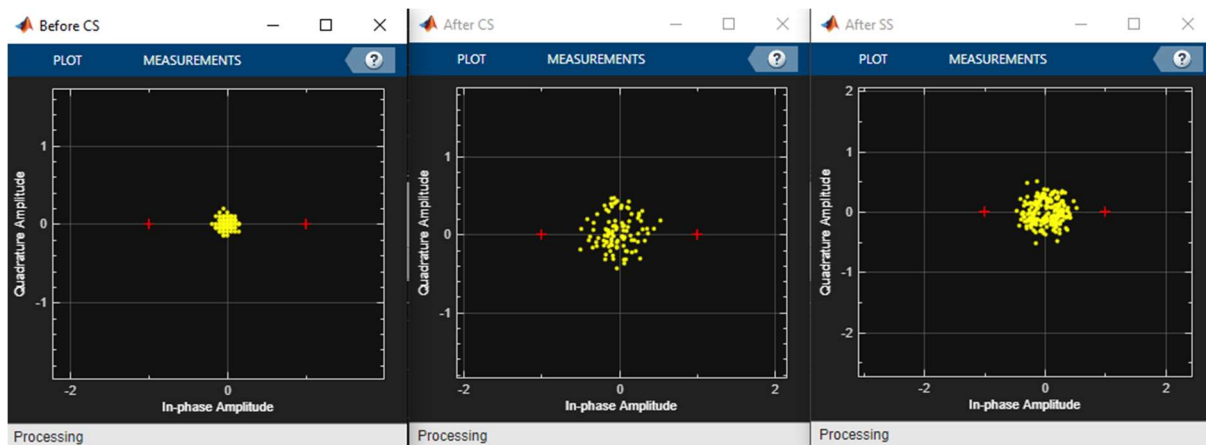 Before CS
PLOT MEASUREMENTS ?
Quadrature Amplitude
1
0
-1
-2 0
In-phase Amplitude
Processing
After CS
PLOT MEASUREMENTS ?
Quadrature Amplitude
1
0
-1
-2 0 2
In-phase Amplitude
Processing
After SS
PLOT MEASUREMENTS ?
Quadrature Amplitude
2
1
0
-1
-2
-2 0 2
In-phase Amplitude
Processing